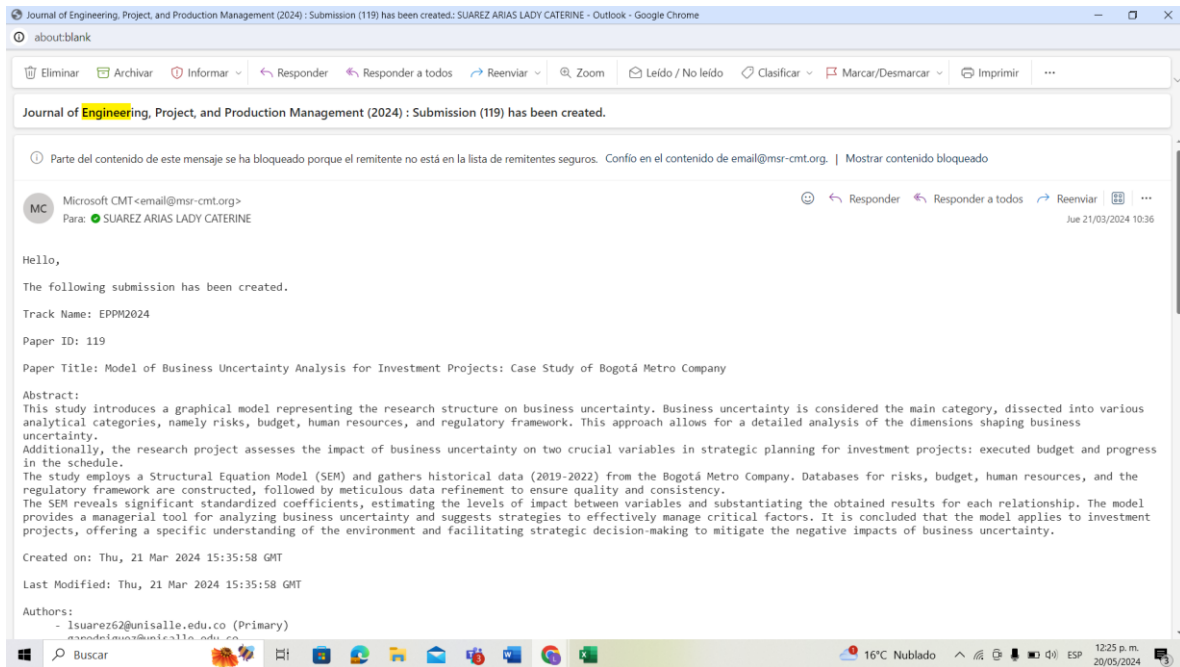 Journal of Engineering, Project, and Production Management (2024) : Submission (119) has been created.: SUAREZ ARIAS LADY CATERINE - Outlook - Google Chrome
about:blank
Eliminar Archivar Informar Responder Responder a todos Reenviar Zoom Leído / No leído Clasificar Marcar/Desmarcar Imprimir ...
Journal of Engineering, Project, and Production Management (2024) : Submission (119) has been created.
Parte del contenido de este mensaje se ha bloqueado porque el remitente no está en la lista de remitentes seguros. Confío en el contenido de email@msr-cmt.org. | Mostrar contenido bloqueado
MC
Microsoft CMT<email@msr-cmt.org>
Para: SUAREZ ARIAS LADY CATERINE
Responder Responder a todos Reenviar ...
Jue 21/03/2024 10:36
Hello,
The following submission has been created.
Track Name: EPPM2024
Paper ID: 119
Paper Title: Model of Business Uncertainty Analysis for Investment Projects: Case Study of Bogotá Metro Company
Abstract:
This study introduces a graphical model representing the research structure on business uncertainty. Business uncertainty is considered the main category, dissected into various
analytical categories, namely risks, budget, human resources, and regulatory framework. This approach allows for a detailed analysis of the dimensions shaping business
uncertainty.
Additionally, the research project assesses the impact of business uncertainty on two crucial variables in strategic planning for investment projects: executed budget and progress
in the schedule.
The study employs a Structural Equation Model (SEM) and gathers historical data (2019-2022) from the Bogotá Metro Company. Databases for risks, budget, human resources, and the
regulatory framework are constructed, followed by meticulous data refinement to ensure quality and consistency.
The SEM reveals significant standardized coefficients, estimating the levels of impact between variables and substantiating the obtained results for each relationship. The model
provides a managerial tool for analyzing business uncertainty and suggests strategies to effectively manage critical factors. It is concluded that the model applies to investment
projects, offering a specific understanding of the environment and facilitating strategic decision-making to mitigate the negative impacts of business uncertainty.
Created on: Thu, 21 Mar 2024 15:35:58 GMT
Last Modified: Thu, 21 Mar 2024 15:35:58 GMT
Authors:
- lsuarez62@unisalle.edu.co (Primary)
Buscar
16°C Nublado ESP 12:25 p. m.
20/05/2024